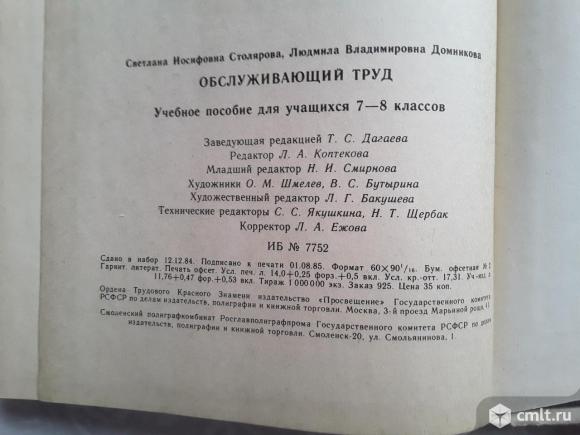 Светлана Иосифовна Столярова, Людмила Владимировна Домникова
ОБСЛУЖИВАЮЩИЙ ТРУД
Учебное пособие для учащихся 7—8 классов
Заведующая редакцией Т. С. Дагаева
Редактор Л. А. Коптекова
Младший редактор Н. И. Смирнова
Художники О. М. Шмелев, В. С. Бутырина
Художественный редактор Л. Г. Бакушева
Технические редакторы С. С. Якушкина, Н. Т. Щербак
Корректор Л. А. Ежова
ИБ № 7752
Сдано в набор 12.12.84. Подписано к печати 01.08.85. Формат 60×90¹/₁₆. Бум. офсетная № 2
Гарнит. литерат. Печать офсет. Усл. печ. л. 14,0+0,25 форз.+0,5 вкл. Усл. кр.-отт. 17,31. Уч.-изд. л
11,76+0,47 фор.+0,53 вкл. Тираж 1 000 000 экз. Заказ 925. Цена 35 коп.
Ордена Трудового Красного Знамени издательство «Просвещение» Государственного комитета
РСФСР по делам издательств, полиграфии и книжной торговли. Москва, 3-й проезд Марьиной рощи, 41
Смоленский полиграфкомбинат Росглавполиграфпрома Государственного комитета РСФСР по делам
издательств, полиграфии и книжной торговли. Смоленск-20, ул. Смольянинова, 1.
cmlt.ru